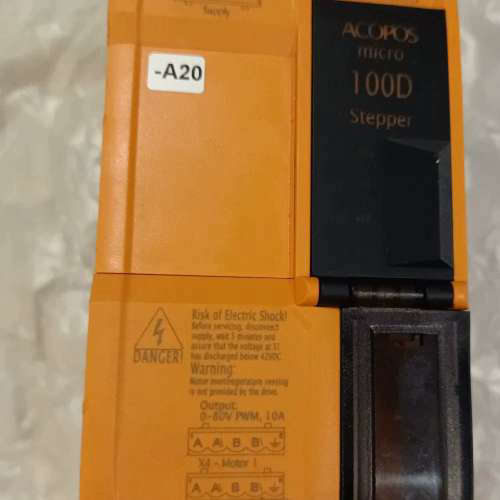 Supply
-A20
ACOPOS
micro
100D
Stepper
Risk of Electric Shock!
Before servicing, disconnect
supply, wait 5 minutes and
assure that the voltage at S1
has discharged below 42VDC.
DANGER!
Warning:
Motor overtemperature sensing
is not provided by the drive.
Output:
0-80V PWM, 10A
A A\ B B\
X4 - Motor 1
A A\ B B\